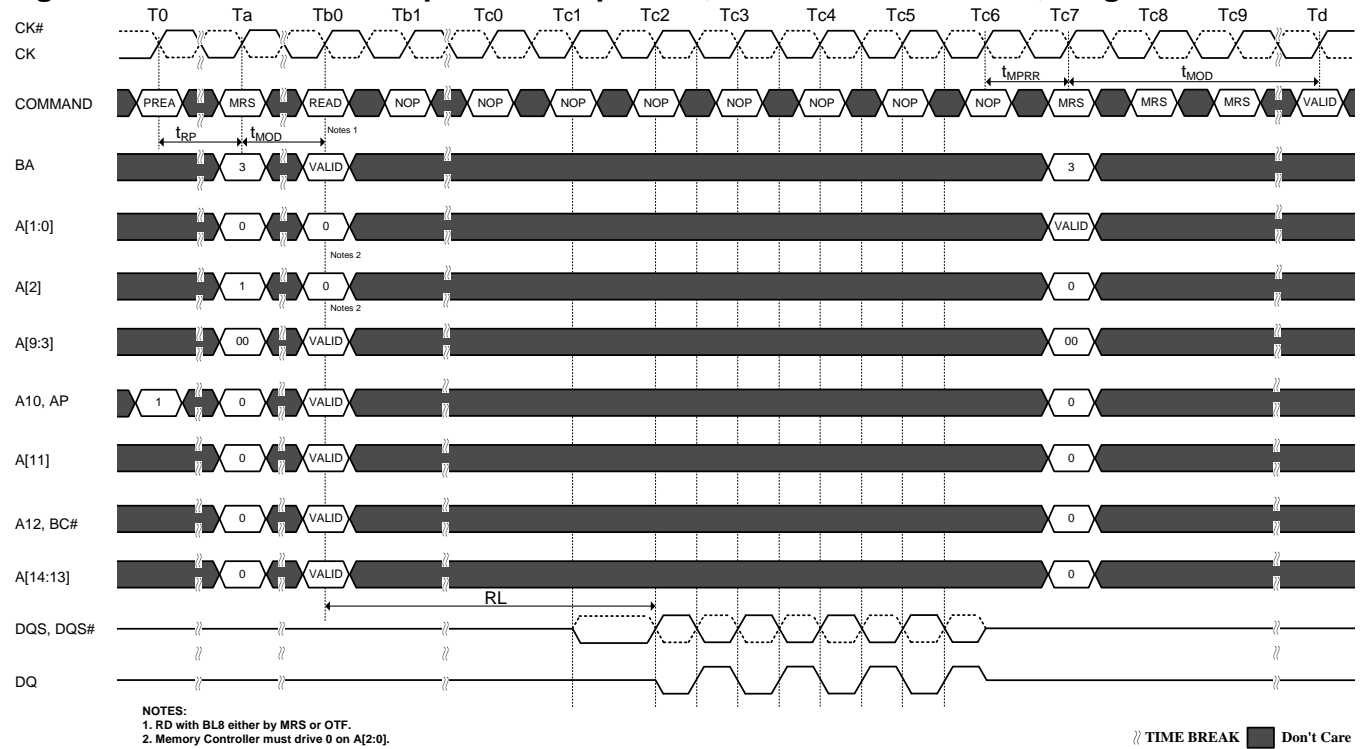 T0 Ta Tb0 Tb1 Tc0 Tc1 Tc2 Tc3 Tc4 Tc5 Tc6 Tc7 Tc8 Tc9 Td
CK#
CK
tMPRR tMOD
COMMAND PREA MRS READ NOP NOP NOP NOP NOP NOP NOP NOP MRS MRS MRS VALID
tRP tMOD Notes 1
BA 3 VALID 3
A[1:0] 0 0 VALID
Notes 2
A[2] 1 0 0
Notes 2
A[9:3] 00 VALID 00
A10, AP 1 0 VALID 0
A[11] 0 VALID 0
A12, BC# 0 VALID 0
A[14:13] 0 VALID 0
RL
DQS, DQS#
DQ
NOTES:
1. RD with BL8 either by MRS or OTF.
2. Memory Controller must drive 0 on A[2:0].
TIME BREAK Don't Care